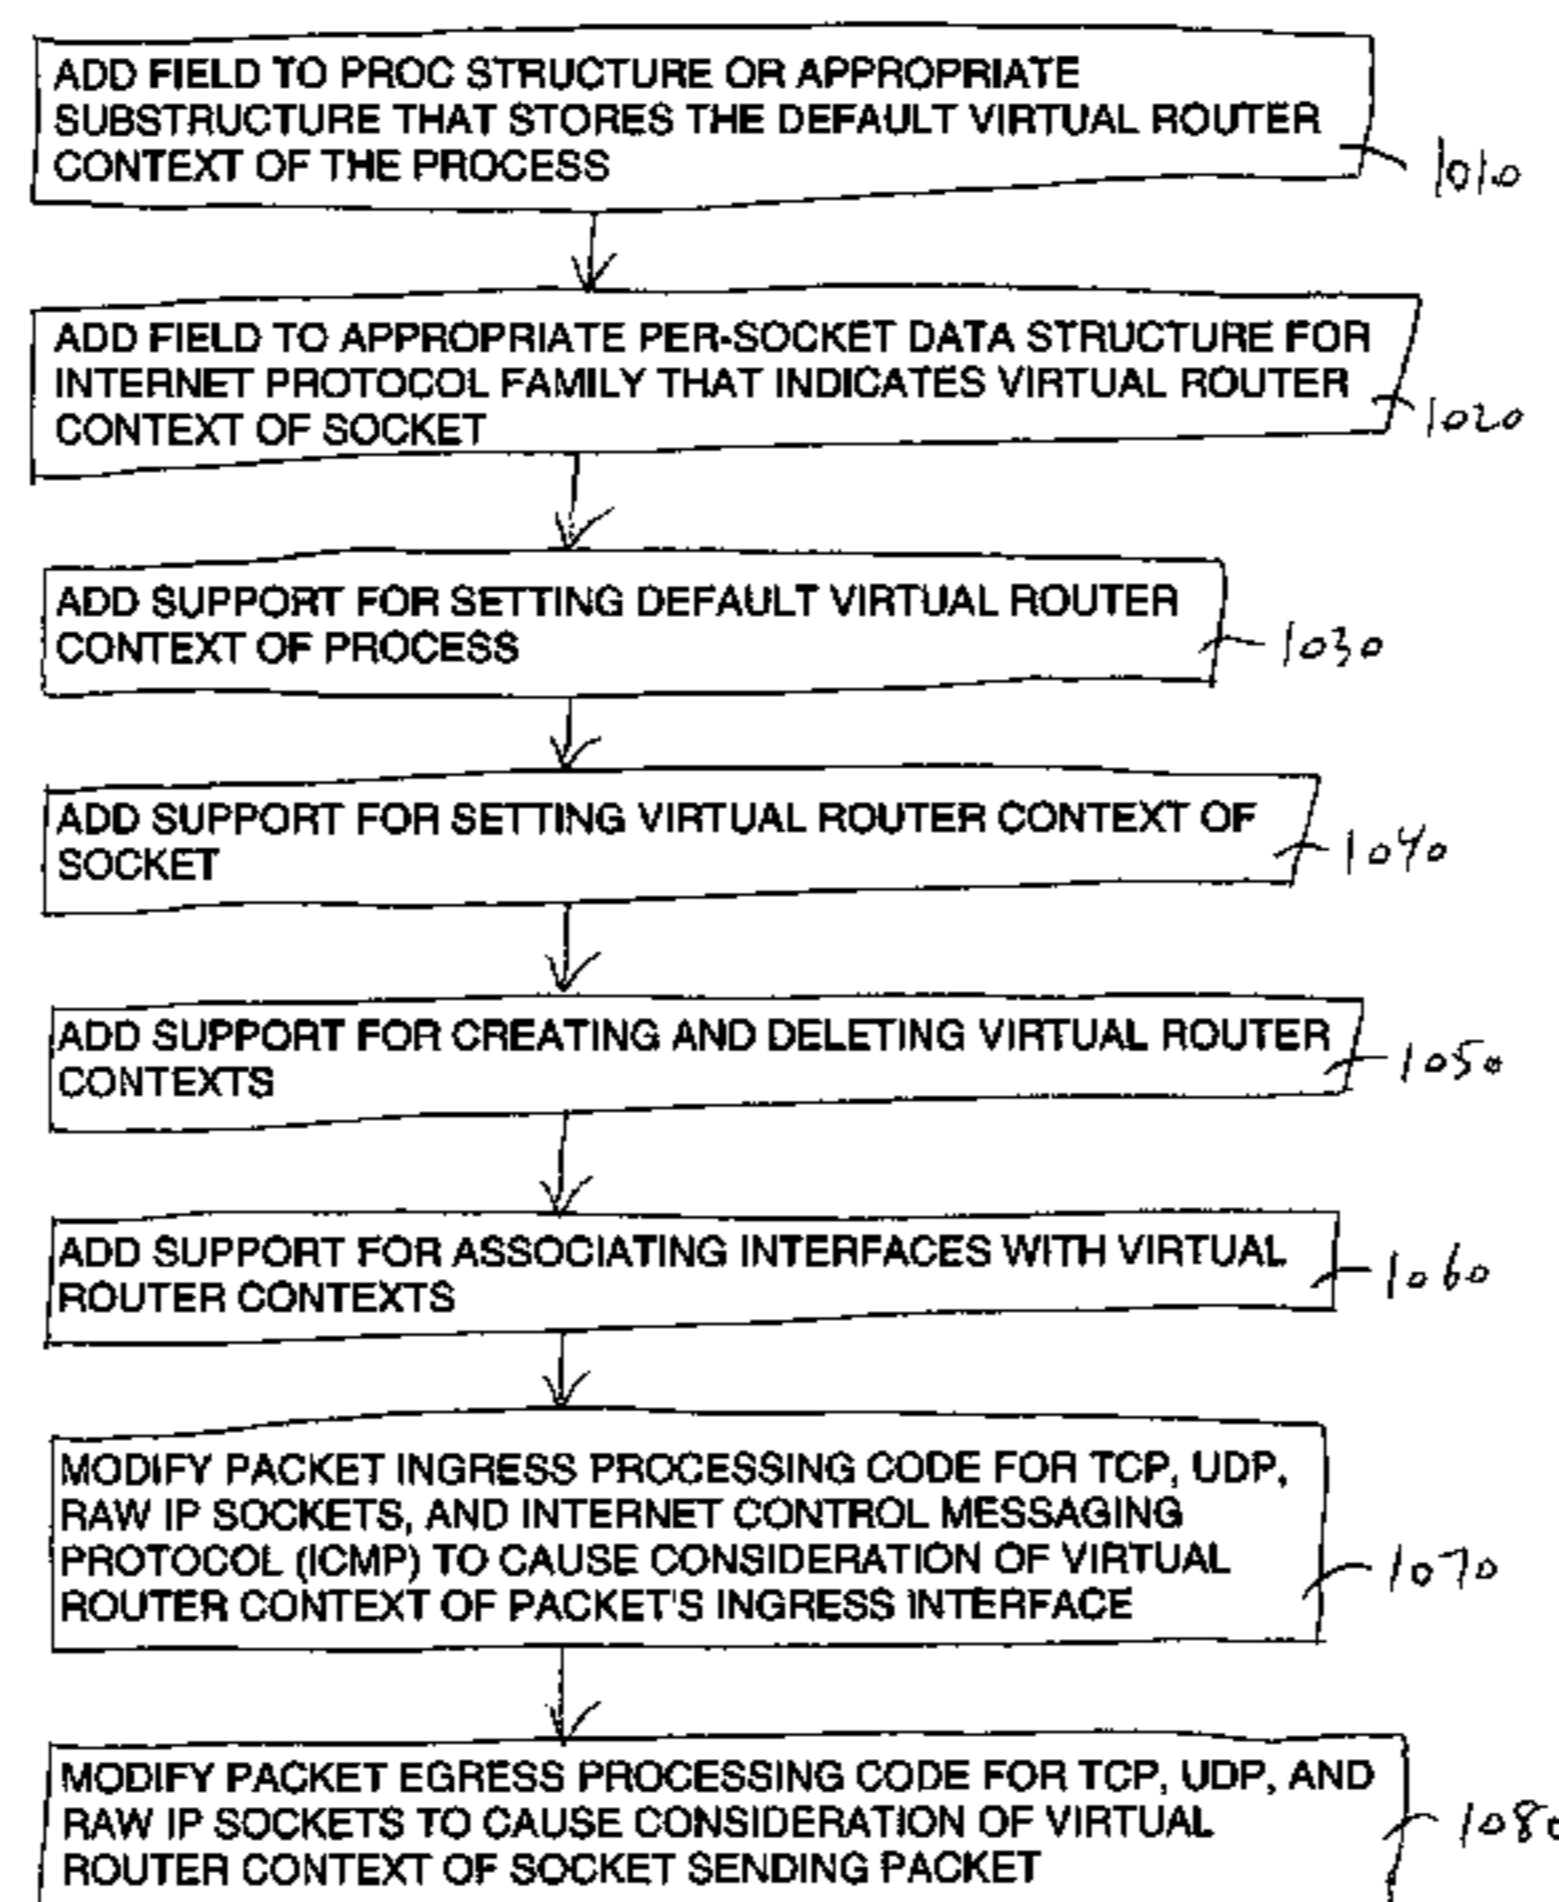 ADD FIELD TO PROC STRUCTURE OR APPROPRIATE
SUBSTRUCTURE THAT STORES THE DEFAULT VIRTUAL ROUTER
CONTEXT OF THE PROCESS
1010
ADD FIELD TO APPROPRIATE PER-SOCKET DATA STRUCTURE FOR
INTERNET PROTOCOL FAMILY THAT INDICATES VIRTUAL ROUTER
CONTEXT OF SOCKET
1020
ADD SUPPORT FOR SETTING DEFAULT VIRTUAL ROUTER
CONTEXT OF PROCESS
1030
ADD SUPPORT FOR SETTING VIRTUAL ROUTER CONTEXT OF
SOCKET
1040
ADD SUPPORT FOR CREATING AND DELETING VIRTUAL ROUTER
CONTEXTS
1050
ADD SUPPORT FOR ASSOCIATING INTERFACES WITH VIRTUAL
ROUTER CONTEXTS
1060
MODIFY PACKET INGRESS PROCESSING CODE FOR TCP, UDP,
RAW IP SOCKETS, AND INTERNET CONTROL MESSAGING
PROTOCOL (ICMP) TO CAUSE CONSIDERATION OF VIRTUAL
ROUTER CONTEXT OF PACKET'S INGRESS INTERFACE
1070
MODIFY PACKET EGRESS PROCESSING CODE FOR TCP, UDP, AND
RAW IP SOCKETS TO CAUSE CONSIDERATION OF VIRTUAL
ROUTER CONTEXT OF SOCKET SENDING PACKET
1080